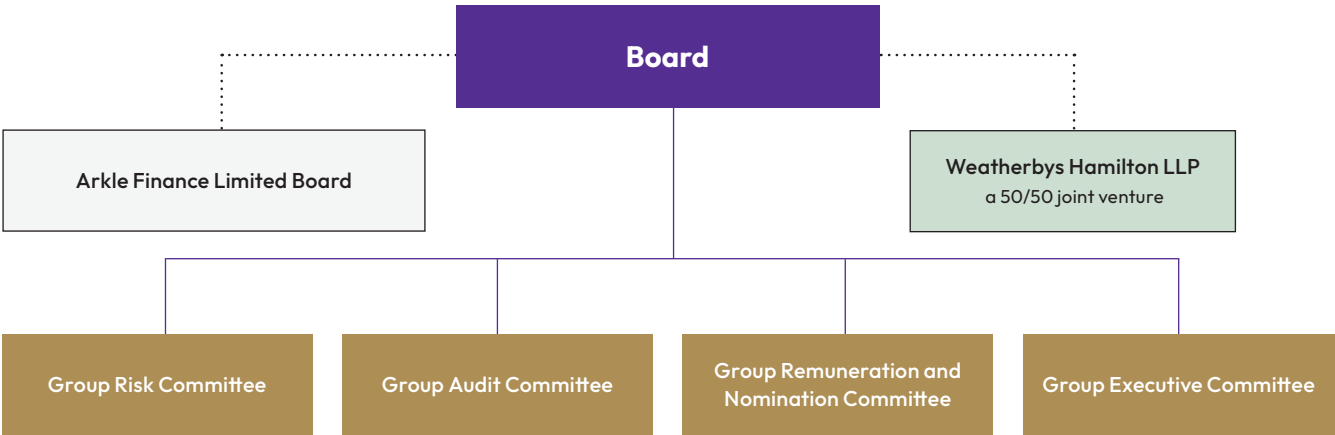 Board
Arkle Finance Limited Board
Weatherbys Hamilton LLP
a 50/50 joint venture
Group Risk Committee
Group Audit Committee
Group Remuneration and
Nomination Committee
Group Executive Committee